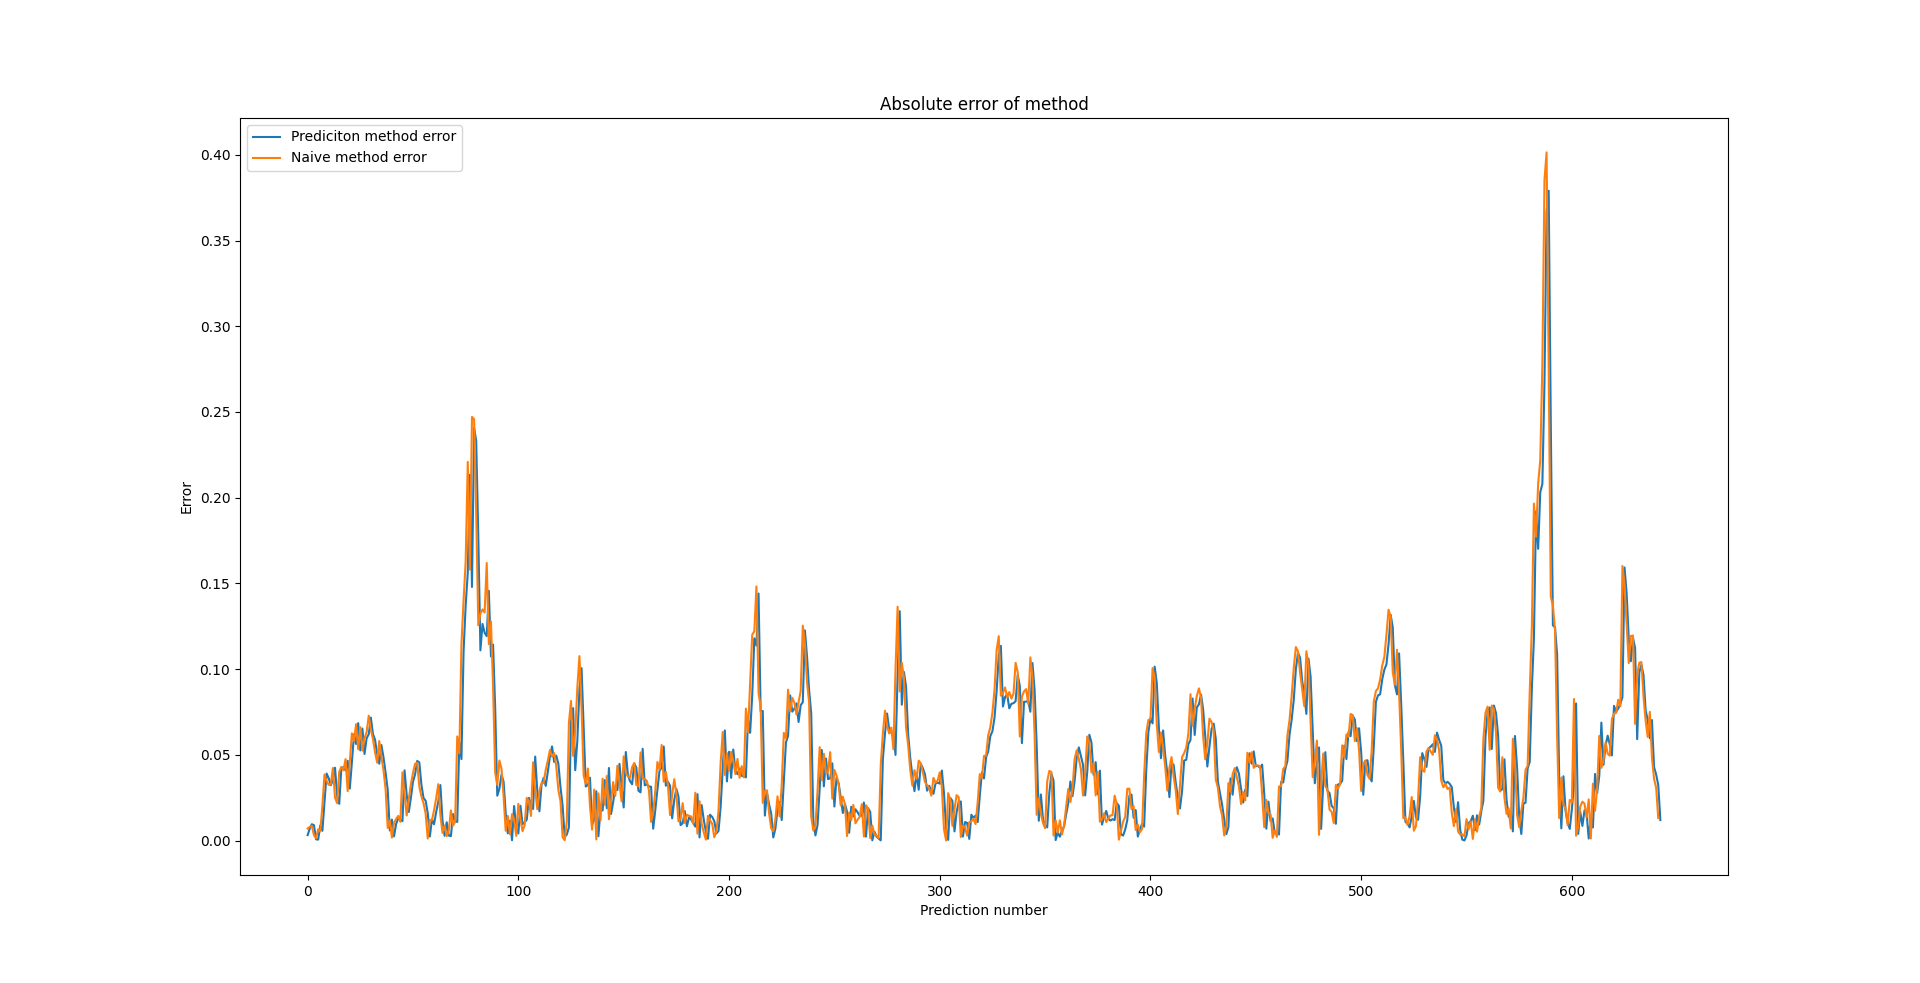 Absolute error of method
Prediciton method error
Naive method error
0.40
0.35
0.30
0.25
0.20
0.15
0.10
0.05
0.00
Error
0 100 200 300 400 500 600
Prediction number